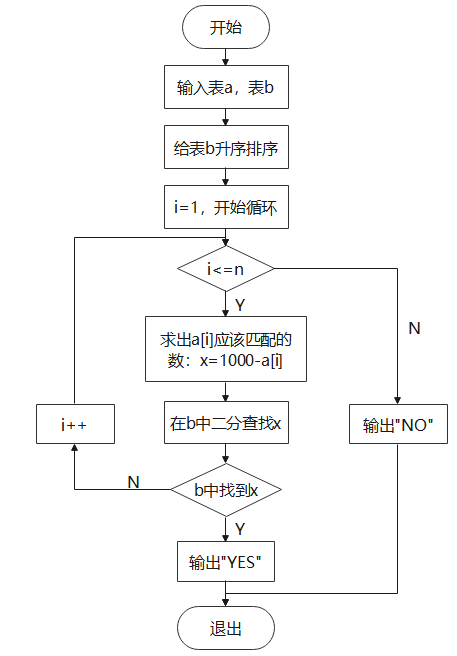 开始
输入表a，表b
给表b升序排序
i=1，开始循环
i<=n
Y
N
求出a[i]应该匹配的
数：x=1000-a[i]
在b中二分查找x
i++
输出"NO"
N
b中找到x
Y
输出"YES"
退出